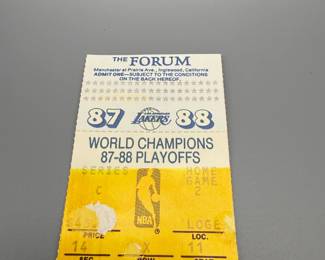 THE FORUM
Manchester at Prairie Ave., Inglewood, California
ADMIT ONE—SUBJECT TO THE CONDITIONS
ON THE BACK HEREOF.
87 LAKERS 88
WORLD CHAMPIONS
87-88 PLAYOFFS
SERIES HOME
GAME
C 2
NBA
LOGE
PRICE
14 X 11